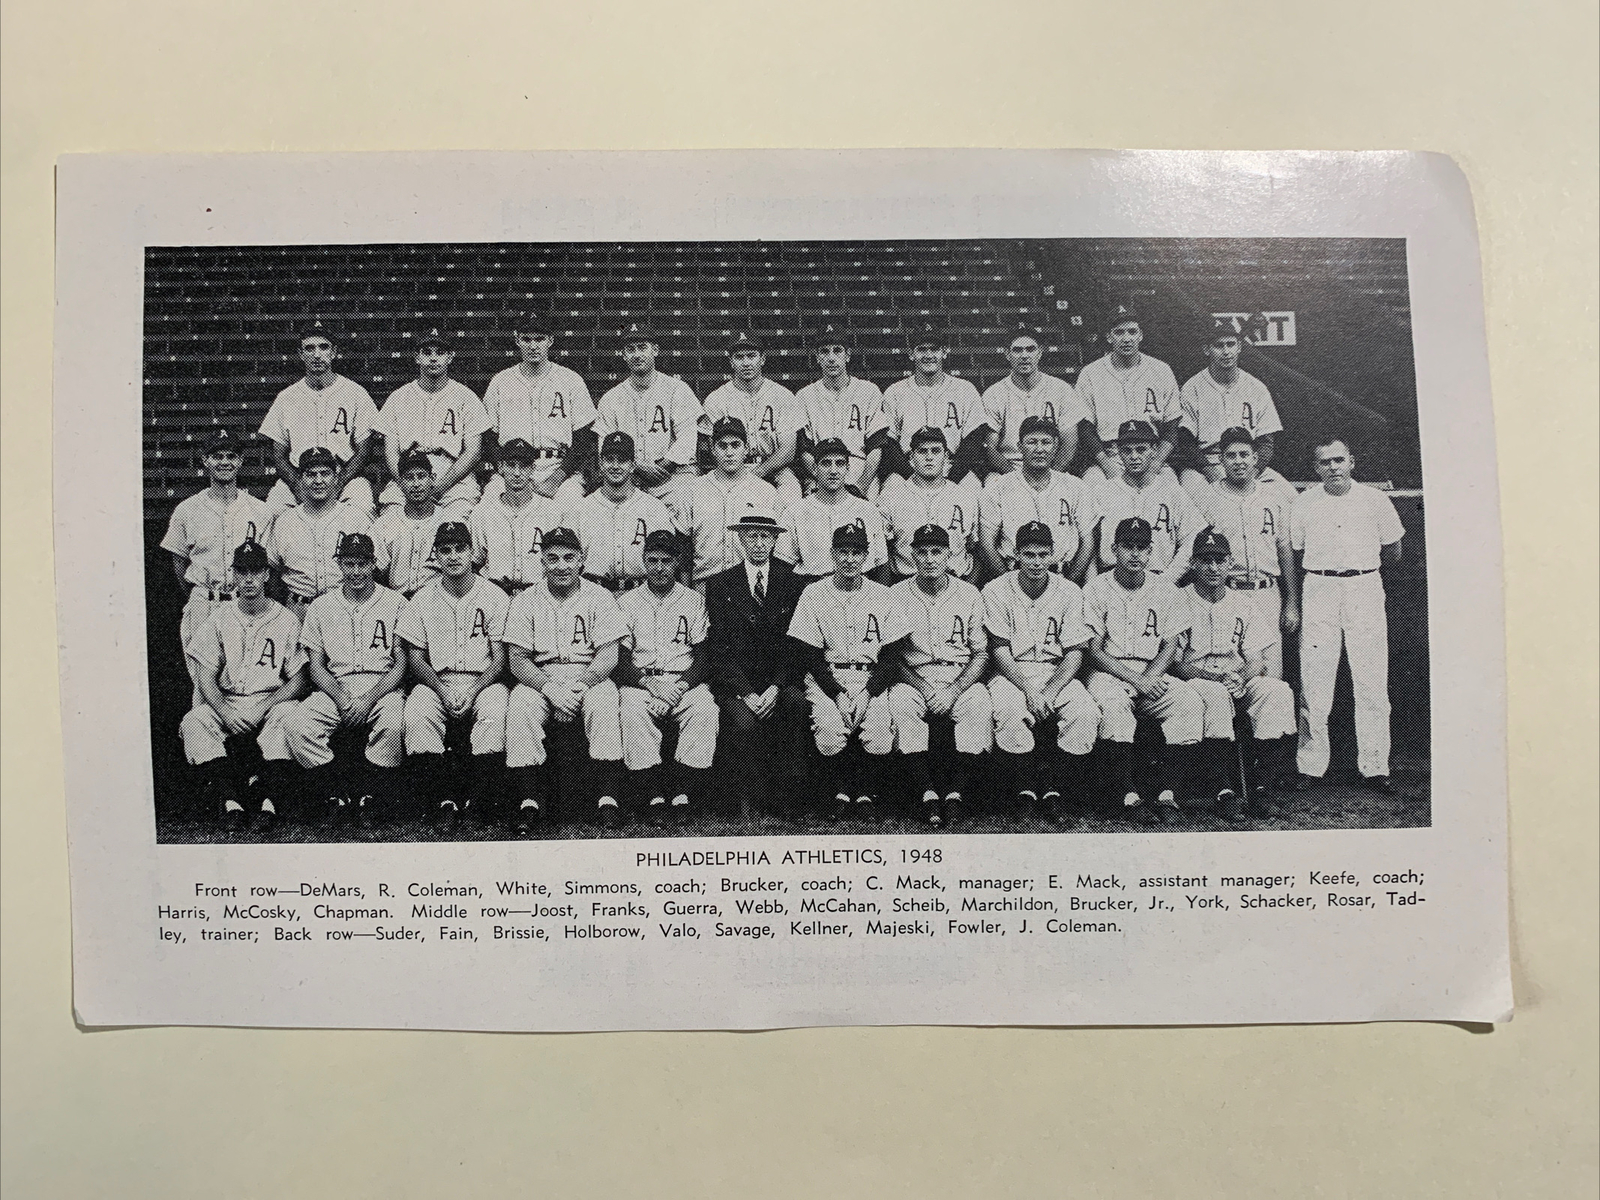 EXIT
PHILADELPHIA ATHLETICS, 1948
Front row—DeMars, R. Coleman, White, Simmons, coach; Brucker, coach; C. Mack, manager; E. Mack, assistant manager; Keefe, coach;
Harris, McCosky, Chapman. Middle row—Joost, Franks, Guerra, Webb, McCahan, Scheib, Marchildon, Brucker, Jr., York, Schacker, Rosar, Tad-
ley, trainer; Back row—Suder, Fain, Brissie, Holborow, Valo, Savage, Kellner, Majeski, Fowler, J. Coleman.